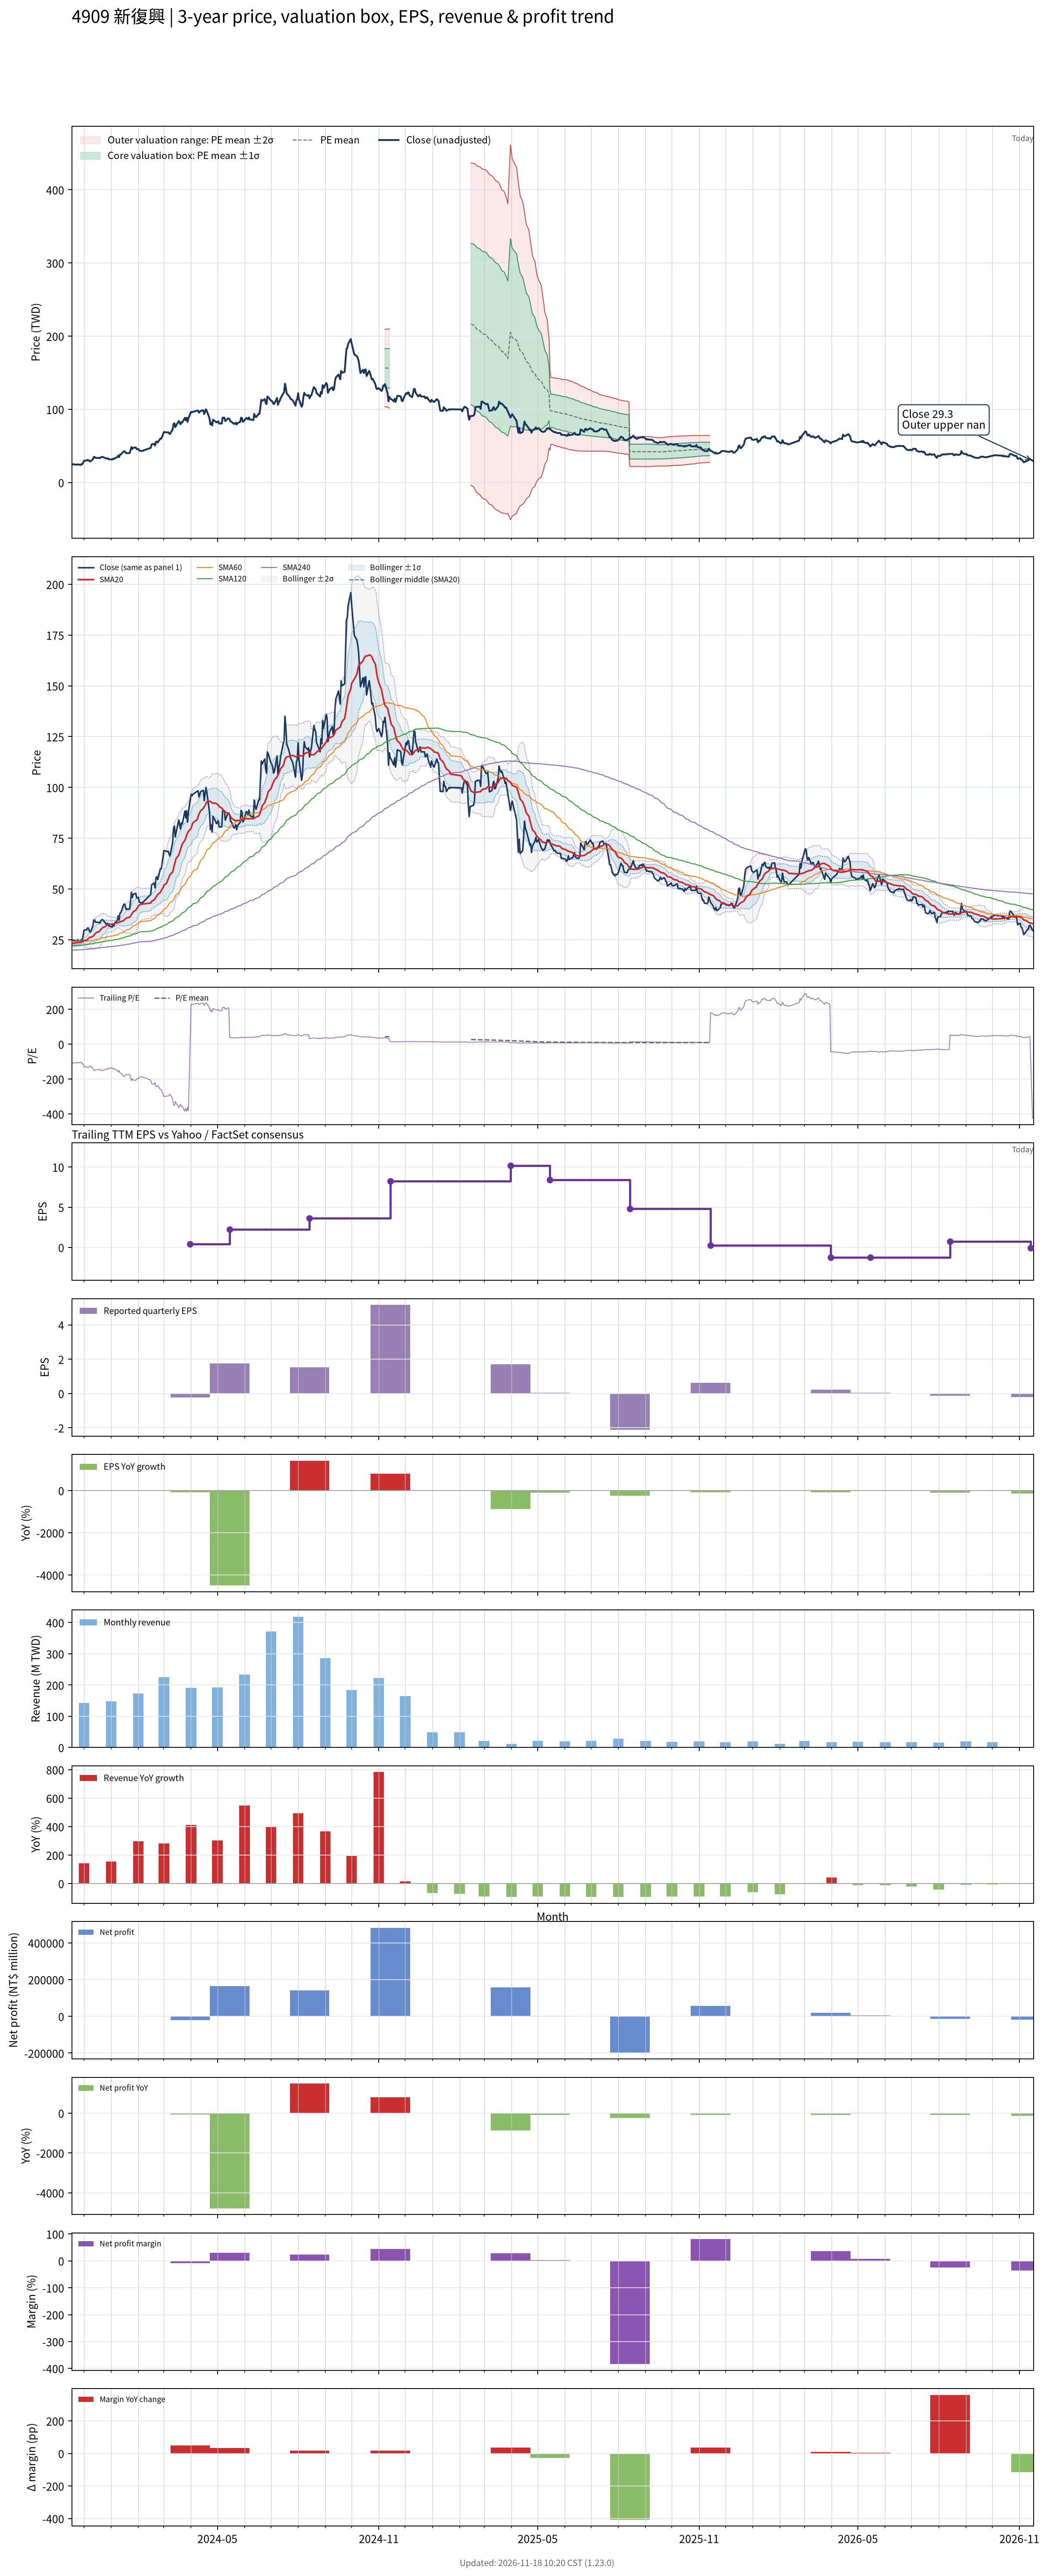 4909 新復興 | 3-year price, valuation box, EPS, revenue & profit trend
Outer valuation range: PE mean ±2σ
PE mean
Close (unadjusted)
Core valuation box: PE mean ±1σ
Today
Price (TWD)
400
300
200
100
0
Close 29.3
Outer upper nan
Close (same as panel 1)
SMA20
SMA60
SMA120
SMA240
Bollinger ±2σ
Bollinger ±1σ
Bollinger middle (SMA20)
Price
200
175
150
125
100
75
50
25
Trailing P/E
P/E mean
P/E
200
0
-200
-400
Trailing TTM EPS vs Yahoo / FactSet consensus
Today
EPS
10
5
0
Reported quarterly EPS
EPS
4
2
0
-2
EPS YoY growth
YoY (%)
0
-2000
-4000
Monthly revenue
Revenue (M TWD)
400
300
200
100
0
Revenue YoY growth
YoY (%)
800
600
400
200
0
Month
Net profit
Net profit (NT$ million)
400000
200000
0
-200000
Net profit YoY
YoY (%)
0
-2000
-4000
Net profit margin
Margin (%)
100
0
-100
-200
-300
-400
Margin YoY change
Δ margin (pp)
200
0
-200
-400
2024-05
2024-11
2025-05
2025-11
2026-05
2026-11
Updated: 2026-11-18 10:20 CST (1.23.0)